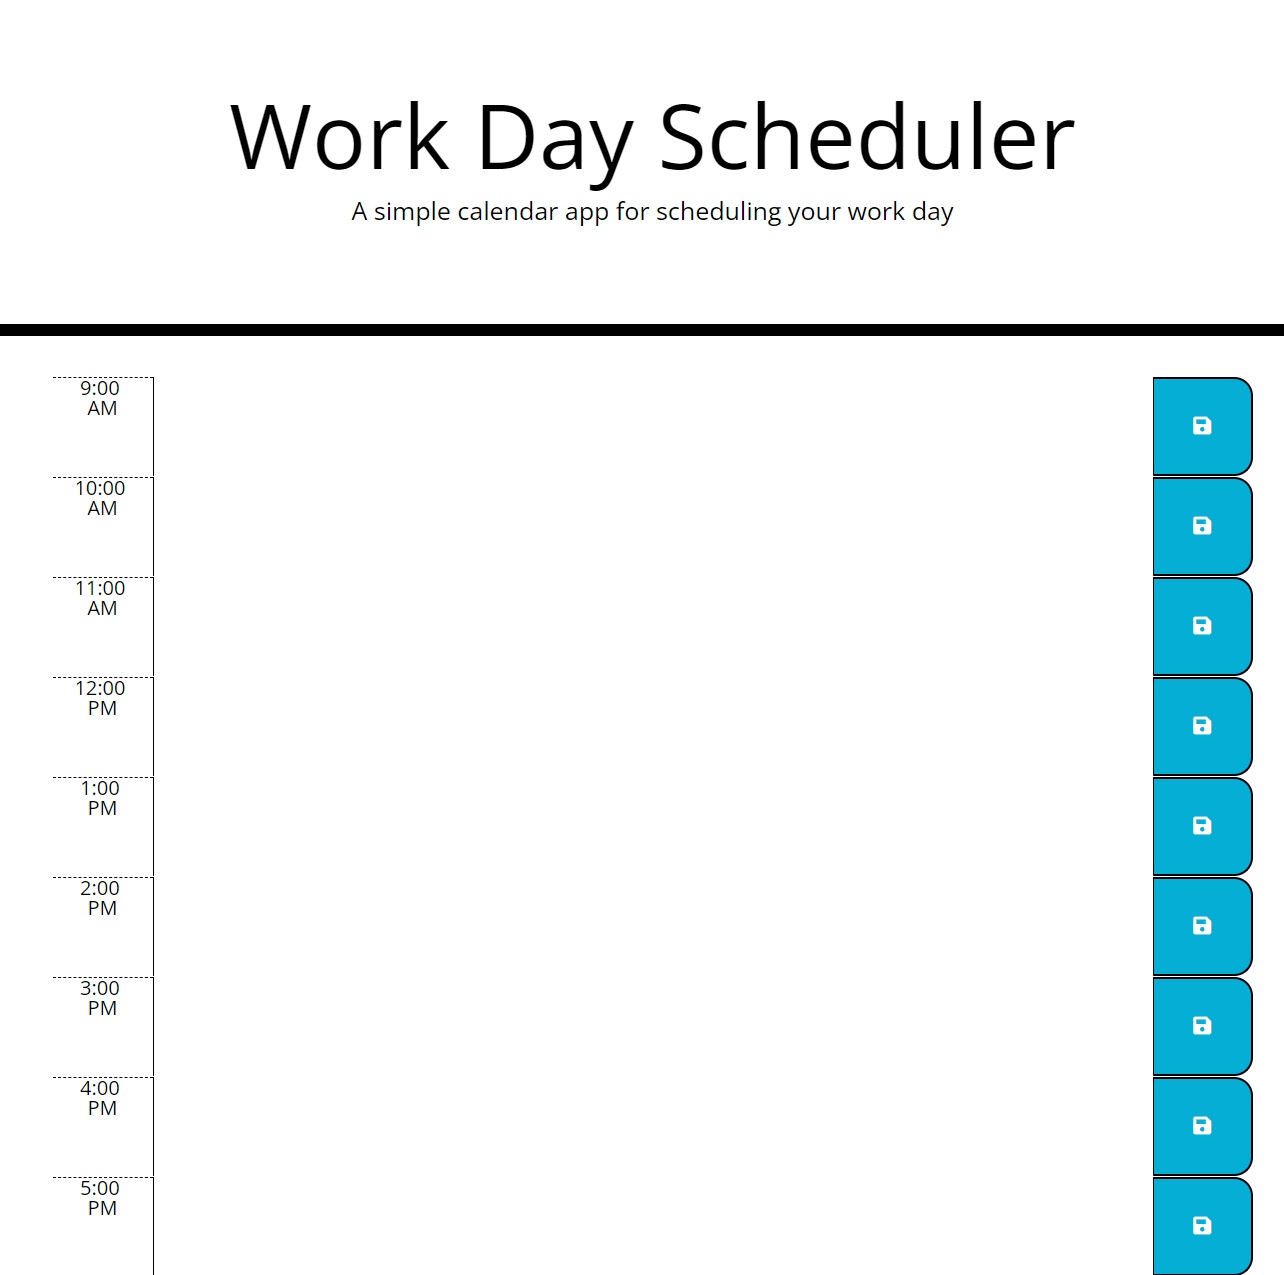 Work Day Scheduler
A simple calendar app for scheduling your work day
9:00
AM
10:00
AM
11:00
AM
12:00
PM
1:00
PM
2:00
PM
3:00
PM
4:00
PM
5:00
PM